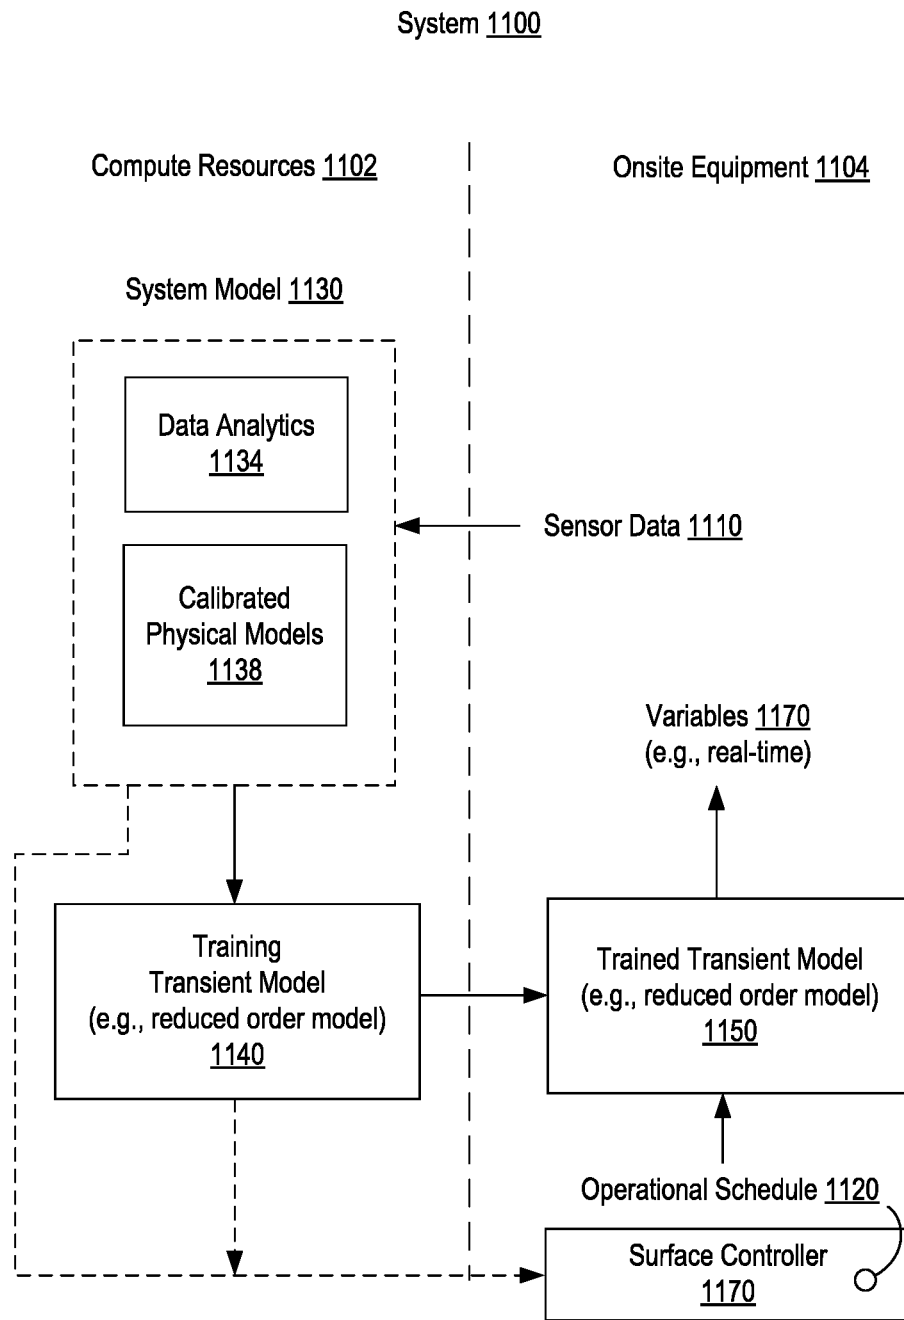 System 1100
Compute Resources 1102
Onsite Equipment 1104
System Model 1130
Data Analytics
1134
Sensor Data 1110
Calibrated
Physical Models
1138
Variables 1170
(e.g., real-time)
Training
Transient Model
(e.g., reduced order model)
1140
Trained Transient Model
(e.g., reduced order model)
1150
Operational Schedule 1120
Surface Controller
1170